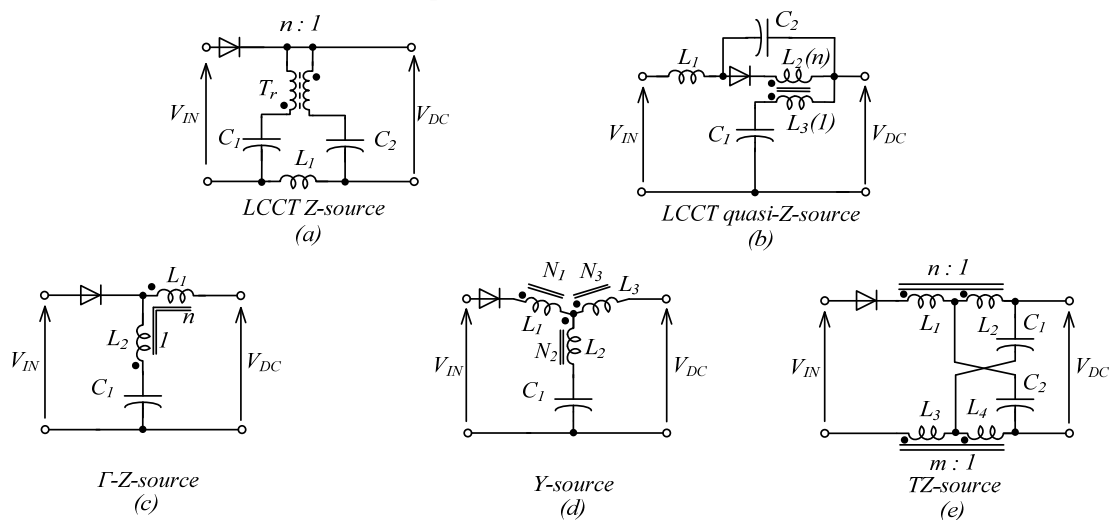 n : 1
T_r
V_IN
V_DC
C_1
C_2
L_1
LCCT Z-source
(a)
C_2
L_1
L_2(n)
L_3(1)
C_1
V_IN
V_DC
LCCT quasi-Z-source
(b)
L_1
n
L_2
1
C_1
V_IN
V_DC
Γ-Z-source
(c)
N_1
N_3
L_3
L_1
N_2
L_2
C_1
V_IN
V_DC
Y-source
(d)
n : 1
L_1
L_2
C_1
V_IN
V_DC
C_2
L_3
L_4
m : 1
TZ-source
(e)